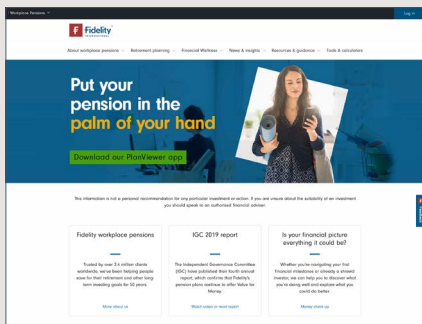 Workplace Pensions
Log in
Fidelity
INTERNATIONAL
About workplace pensions
Retirement planning
Financial Wellness
News & insights
Resources & guidance
Tools & calculators
Put your
pension in the
palm of your hand
Download our PlanViewer app
This information is not a personal recommendation for any particular investment or action. If you are unsure about the suitability of an investment
you should speak to an authorised financial adviser
Fidelity workplace pensions
Trusted by over 2.4 million clients
worldwide, we've been helping people
save for their retirement and other long-
term investing goals for 50 years.
More about us
IGC 2019 report
The Independent Governance Committee
(IGC) have published their fourth annual
report, which confirms that Fidelity's
pension plans continue to offer Value for
Money.
Watch video or read report
Is your financial picture
everything it could be?
Whether you're navigating your first
financial milestones or already a shrewd
investor, we can help you to discover what
you're doing well and explore what you
could do better.
Money check up
Feedback